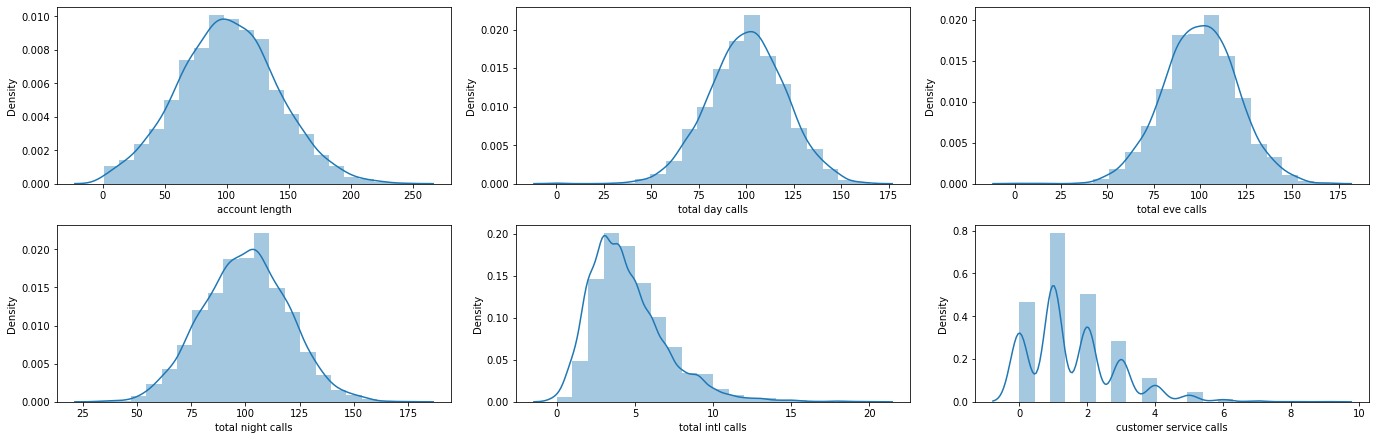 0.010
0.008
0.006
0.004
0.002
0.000
Density
0 50 100 150 200 250
account length
0.020
0.015
0.010
0.005
0.000
Density
0 25 50 75 100 125 150 175
total day calls
0.020
0.015
0.010
0.005
0.000
Density
0 25 50 75 100 125 150 175
total eve calls
0.020
0.015
0.010
0.005
0.000
Density
25 50 75 100 125 150 175
total night calls
0.20
0.15
0.10
0.05
0.00
Density
0 5 10 15 20
total intl calls
0.8
0.6
0.4
0.2
0.0
Density
0 2 4 6 8 10
customer service calls